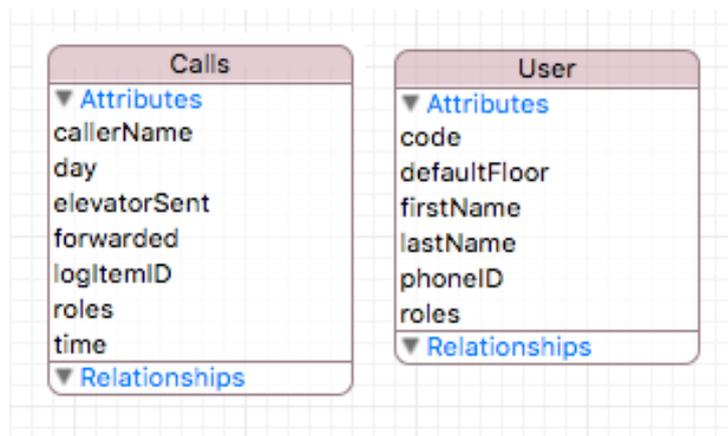 Calls
Attributes
callerName
day
elevatorSent
forwarded
logItemID
roles
time
Relationships
User
Attributes
code
defaultFloor
firstName
lastName
phoneID
roles
Relationships